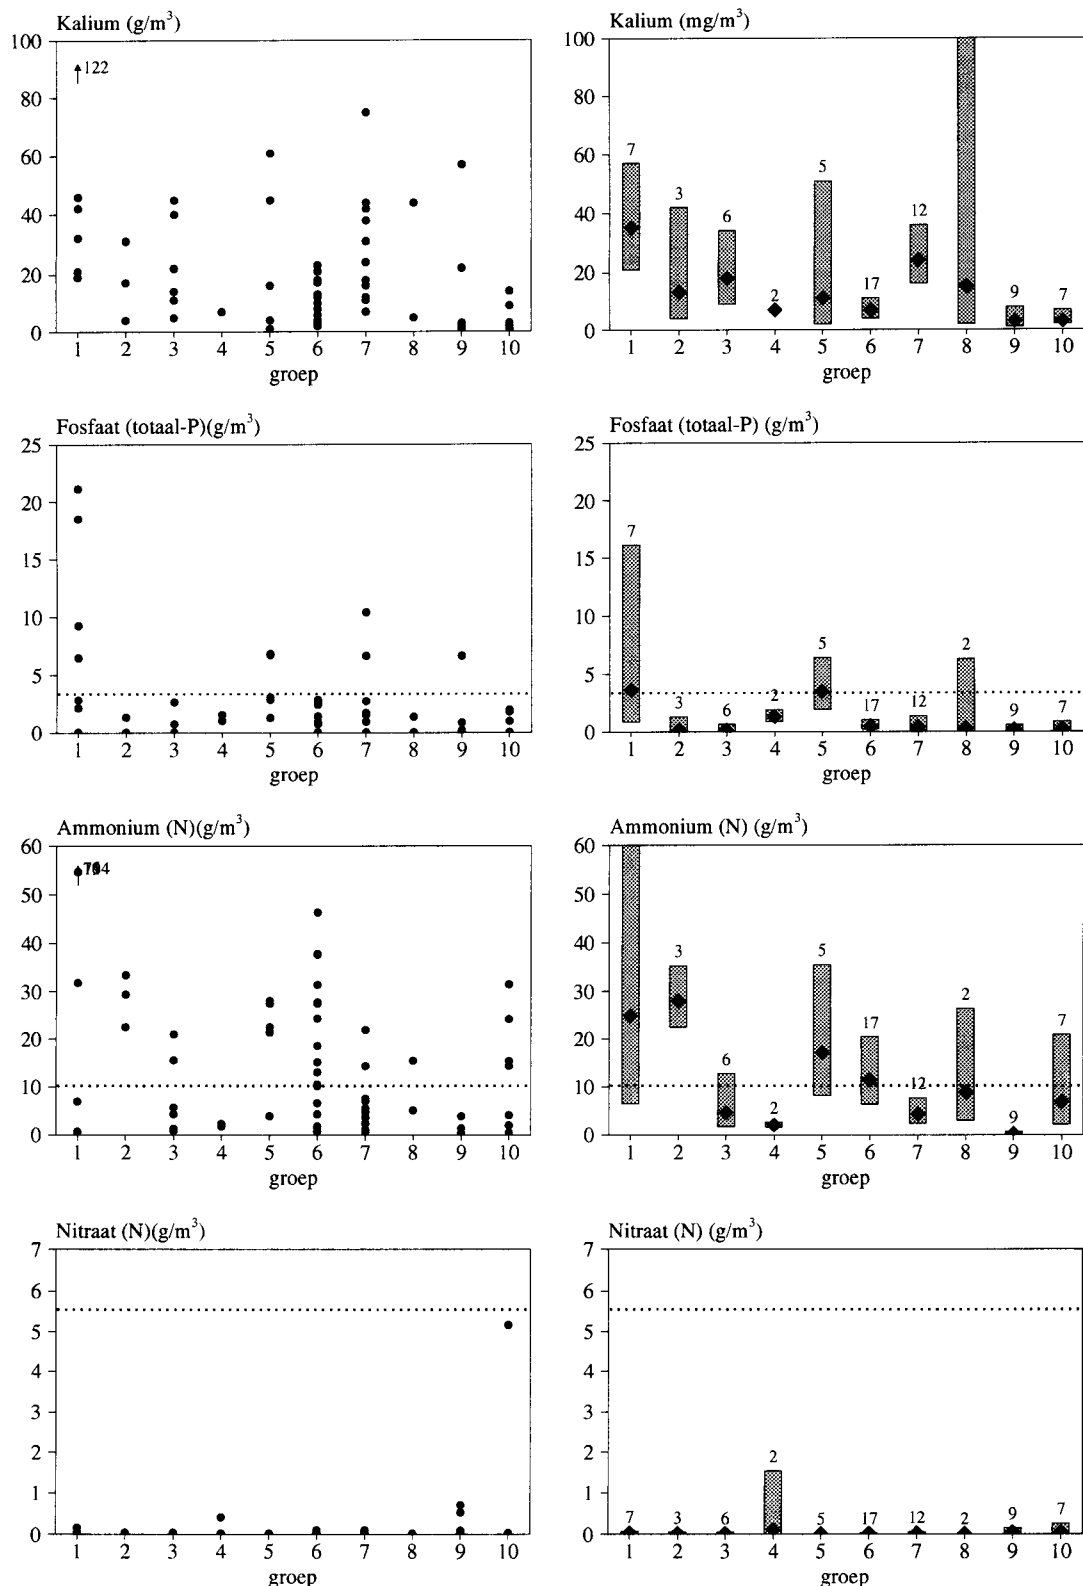 Kalium (g/m³)
100
80
60
40
20
0
122
1 2 3 4 5 6 7 8 9 10
groep
Kalium (mg/m³)
100
80
60
40
20
0
7 3 6 2 5 17 12 8 9 7
1 2 3 4 5 6 7 8 9 10
groep
Fosfaat (totaal-P)(g/m³)
25
20
15
10
5
0
1 2 3 4 5 6 7 8 9 10
groep
Fosfaat (totaal-P) (g/m³)
25
20
15
10
5
0
7 3 6 2 5 17 12 2 9 7
1 2 3 4 5 6 7 8 9 10
groep
Ammonium (N)(g/m³)
60
50
40
30
20
10
0
1 2 3 4 5 6 7 8 9 10
groep
Ammonium (N) (g/m³)
60
50
40
30
20
10
0
3 6 2 5 17 12 2 9 7
1 2 3 4 5 6 7 8 9 10
groep
Nitraat (N)(g/m³)
7
6
5
4
3
2
1
0
1 2 3 4 5 6 7 8 9 10
groep
Nitraat (N) (g/m³)
7
6
5
4
3
2
1
0
7 3 6 2 5 17 12 2 9 7
1 2 3 4 5 6 7 8 9 10
groep